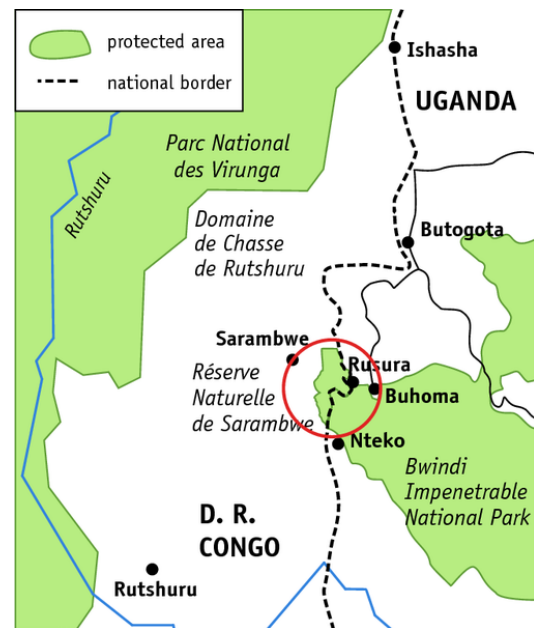 protected area
national border
Ishasha
UGANDA
Parc National
des Virunga
Rutshuru
Domaine
de Chasse
de Rutshuru
Butogota
Sarambwe
Rusura
Réserve
Naturelle
de Sarambwe
Buhoma
Nteko
Bwindi
Impenetrable
National Park
D. R.
CONGO
Rutshuru